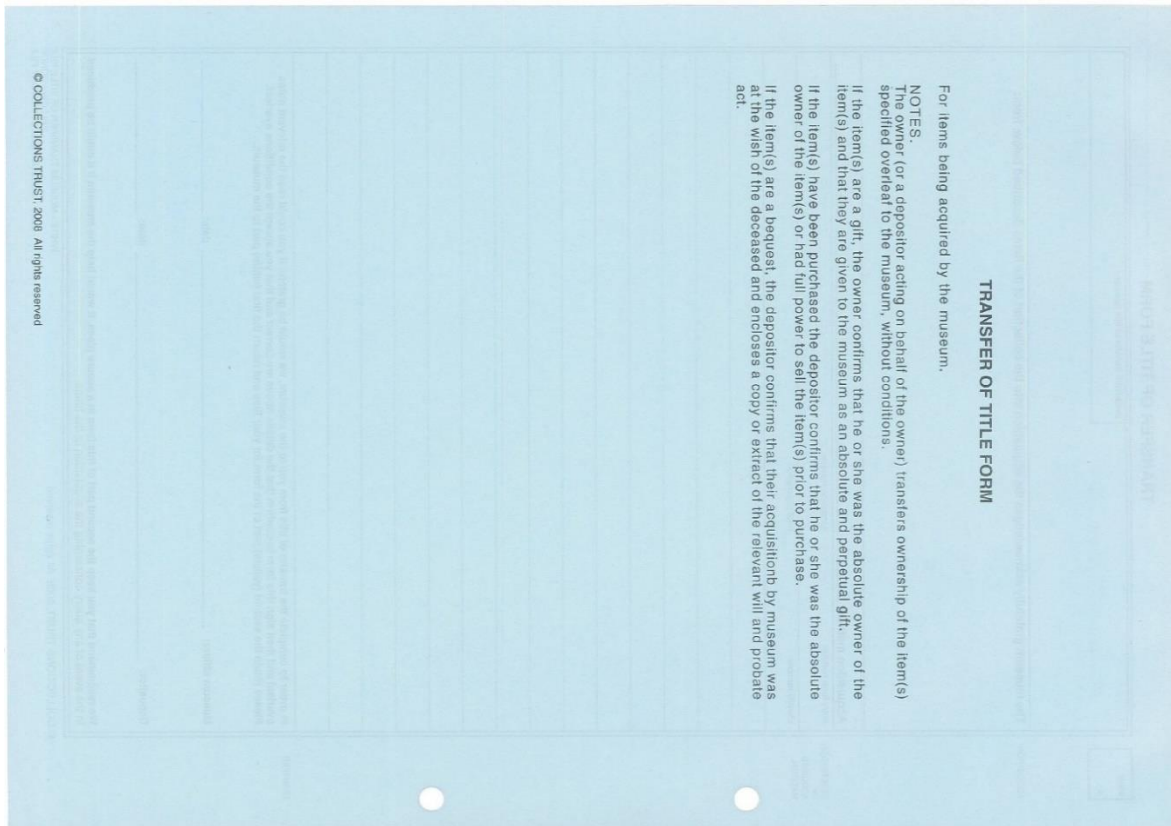 TRANSFER OF TITLE FORM
For items being acquired by the museum.
NOTES.
The owner (or a depositor acting on behalf of the owner) transfers ownership of the item(s)
specified overleaf to the museum, without conditions.
If the item(s) are a gift, the owner confirms that he or she was the absolute owner of the
item(s) and that they are given to the museum as an absolute and perpetual gift.
If the item(s) have been purchased the depositor confirms that he or she was the absolute
owner of the item(s) or had full power to sell the item(s) prior to purchase.
If the item(s) are a bequest, the depositor confirms that their acquisitionb by museum was
at the wish of the deceased and encloses a copy or extract of the relevant will and probate
act.
© COLLECTIONS TRUST, 2008 All rights reserved